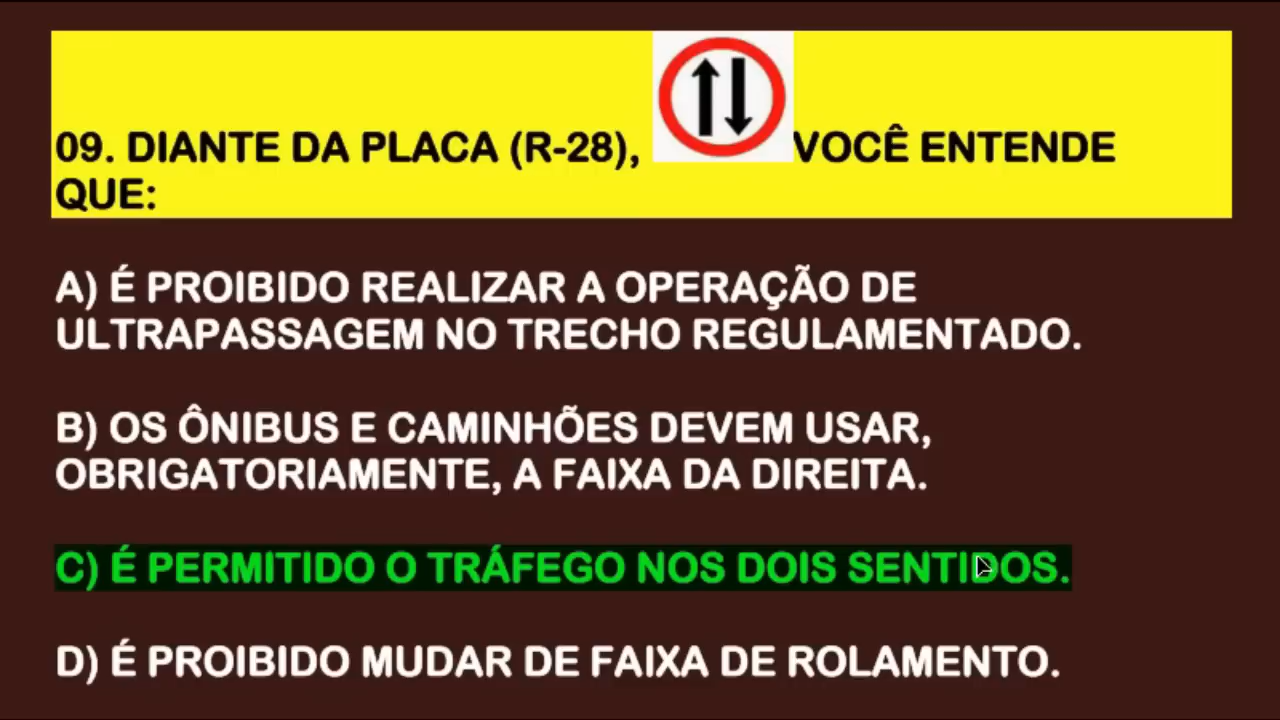 09. DIANTE DA PLACA (R-28), VOCÊ ENTENDE
QUE:
A) É PROIBIDO REALIZAR A OPERAÇÃO DE
ULTRAPASSAGEM NO TRECHO REGULAMENTADO.
B) OS ÔNIBUS E CAMINHÕES DEVEM USAR,
OBRIGATORIAMENTE, A FAIXA DA DIREITA.
C) É PERMITIDO O TRÁFEGO NOS DOIS SENTIDOS.
D) É PROIBIDO MUDAR DE FAIXA DE ROLAMENTO.